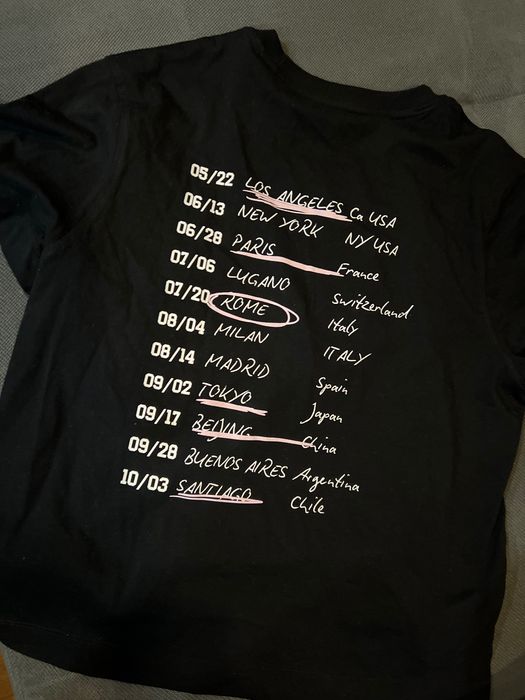 05/22 LOS ANGELES Ca USA
06/13 NEW YORK NY USA
06/28 PARIS France
07/06 LUGANO Switzerland
07/20 ROME Italy
08/04 MILAN ITALY
08/14 MADRID Spain
09/02 TOKYO Japan
09/17 BEIJING China
09/28 BUENOS AIRES Argentina
10/03 SANTIAGO Chile